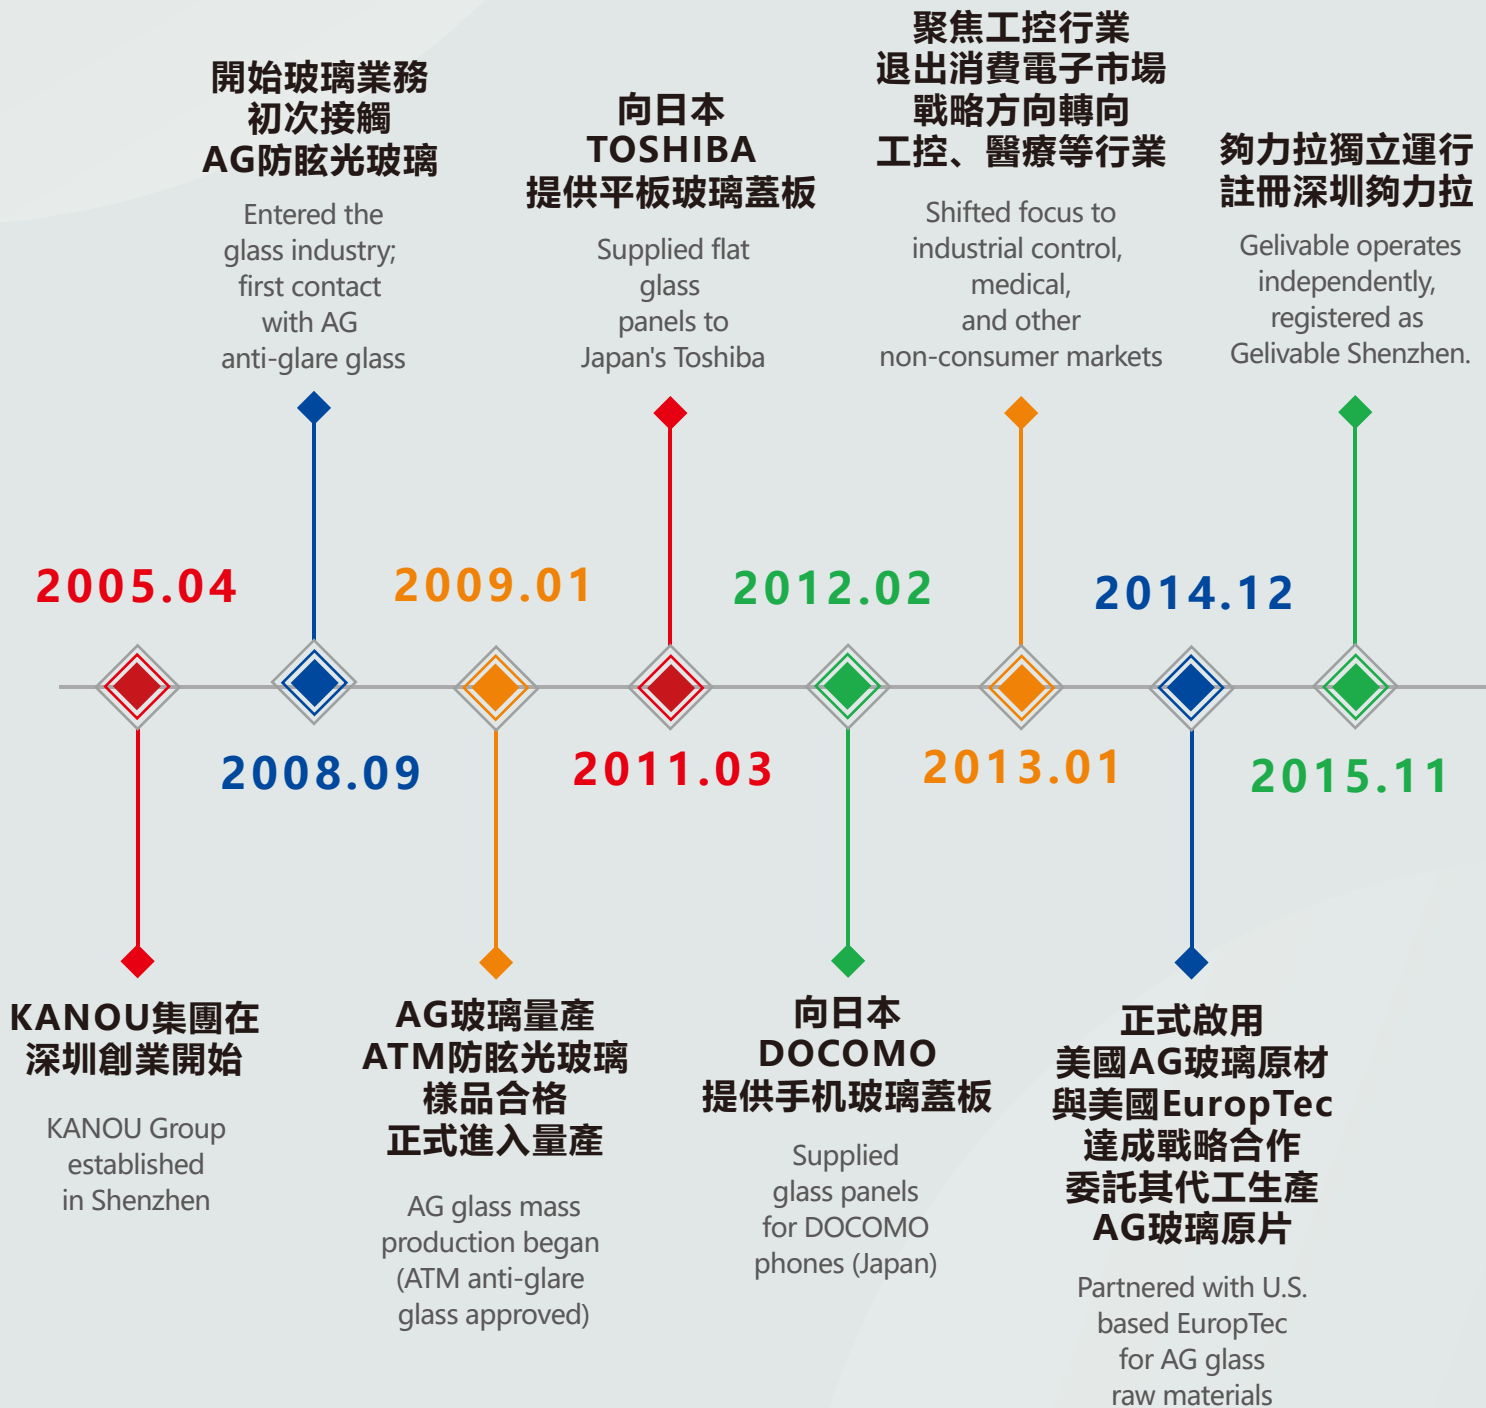 開始玻璃業務
初次接觸
AG防眩光玻璃
Entered the
glass industry;
first contact
with AG
anti-glare glass
向日本
TOSHIBA
提供平板玻璃蓋板
Supplied flat
glass
panels to
Japan's Toshiba
聚焦工控行業
退出消費電子市場
戰略方向轉向
工控、醫療等行業
Shifted focus to
industrial control,
medical,
and other
non-consumer markets
夠力拉獨立運行
註冊深圳夠力拉
Gelivable operates
independently,
registered as
Gelivable Shenzhen.
2005.04
2009.01
2012.02
2014.12
2008.09
2011.03
2013.01
2015.11
KANOU集團在
深圳創業開始
KANOU Group
established
in Shenzhen
AG玻璃量產
ATM防眩光玻璃
樣品合格
正式進入量產
AG glass mass
production began
(ATM anti-glare
glass approved)
向日本
DOCOMO
提供手机玻璃蓋板
Supplied
glass panels
for DOCOMO
phones (Japan)
正式啟用
美國AG玻璃原材
與美國EuropTec
達成戰略合作
委託其代工生產
AG玻璃原片
Partnered with U.S.
based EuropTec
for AG glass
raw materials